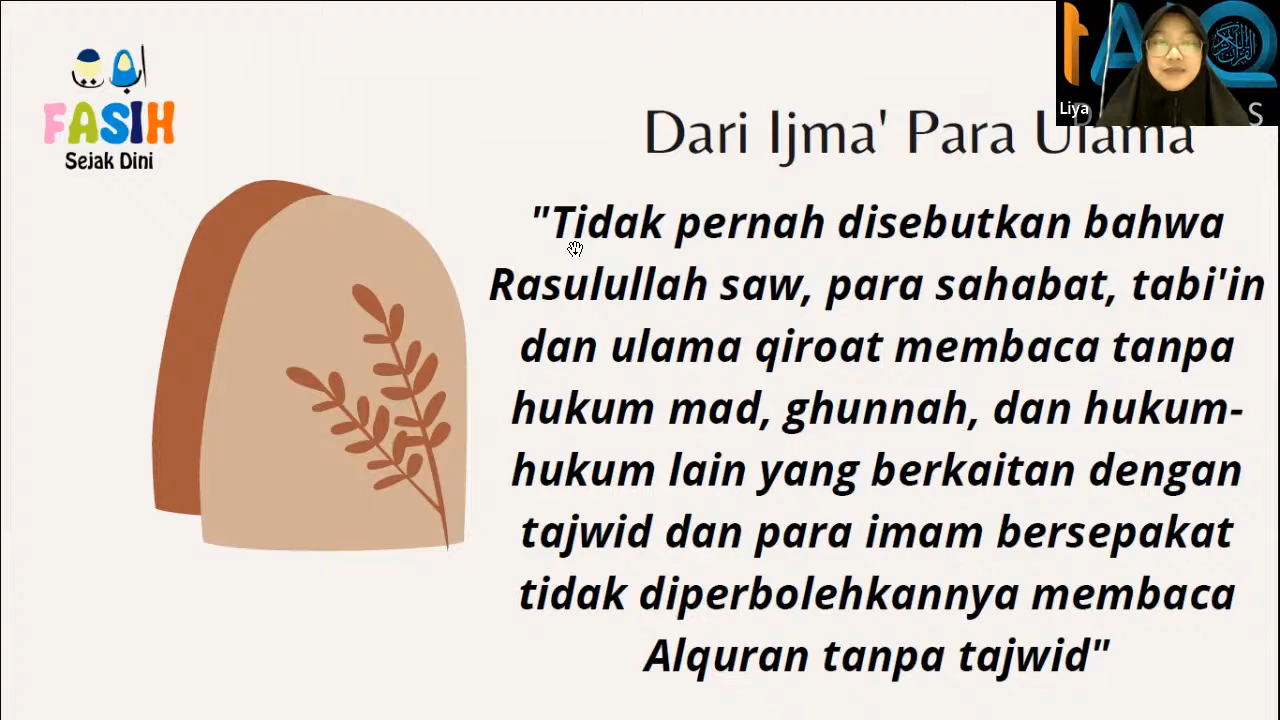 FASIH
Sejak Dini
Liya
Dari Ijma' Para Ulama
"Tidak pernah disebutkan bahwa
Rasulullah saw, para sahabat, tabi'in
dan ulama qiroat membaca tanpa
hukum mad, ghunnah, dan hukum-
hukum lain yang berkaitan dengan
tajwid dan para imam bersepakat
tidak diperbolehkannya membaca
Alquran tanpa tajwid"